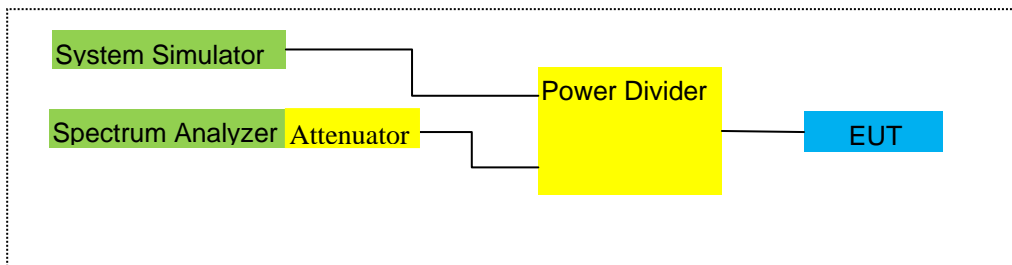 System Simulator
Power Divider
Spectrum Analyzer Attenuator
EUT